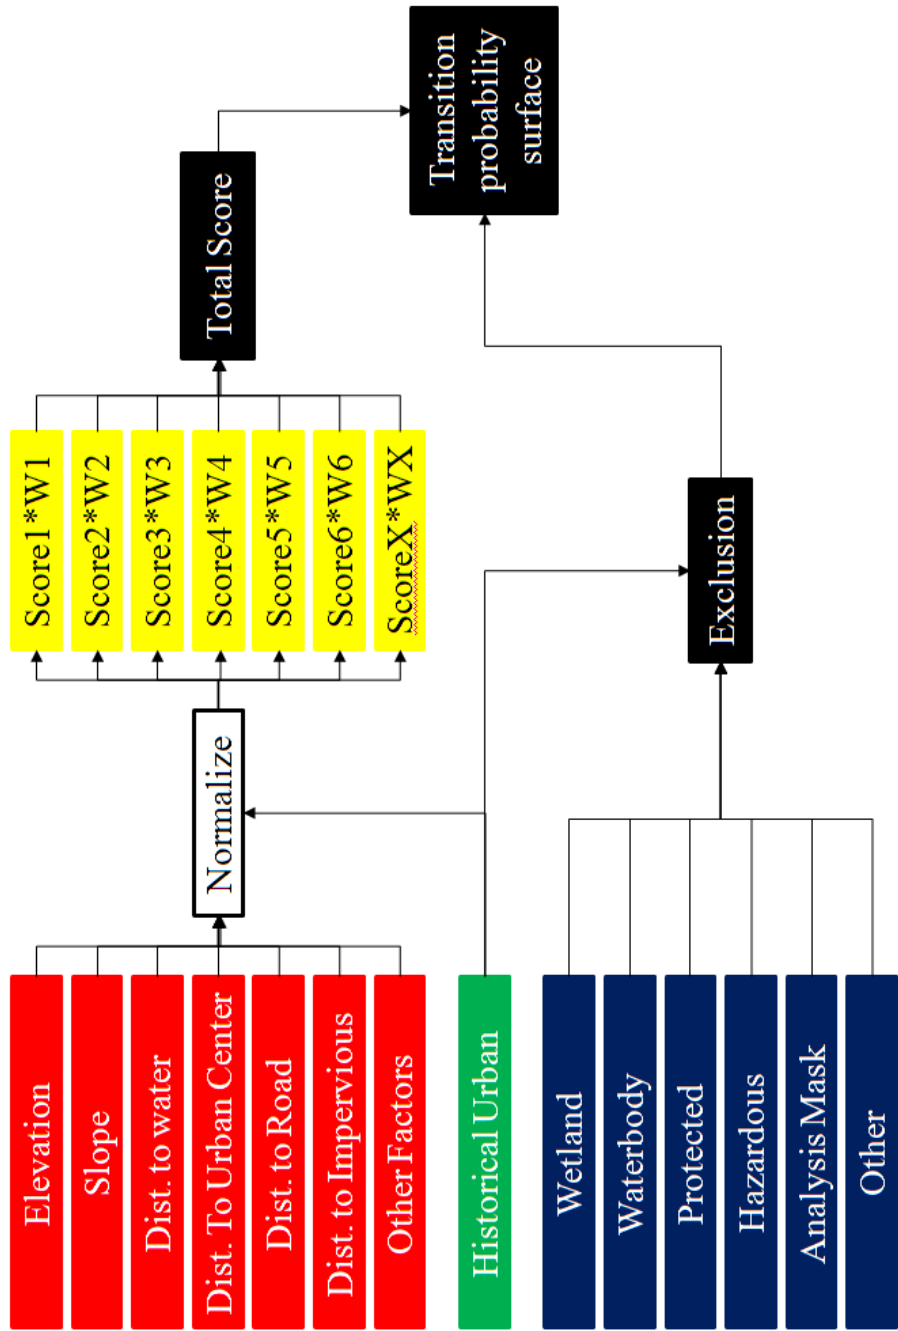 Elevation
Slope
Dist. to water
Dist. To Urban Center
Dist. to Road
Dist. to Impervious
Other Factors
Historical Urban
Wetland
Waterbody
Protected
Hazardous
Analysis Mask
Other
Normalize
Score1*W1
Score2*W2
Score3*W3
Score4*W4
Score5*W5
Score6*W6
ScoreX*WX
Exclusion
Total Score
Transition
probability
surface